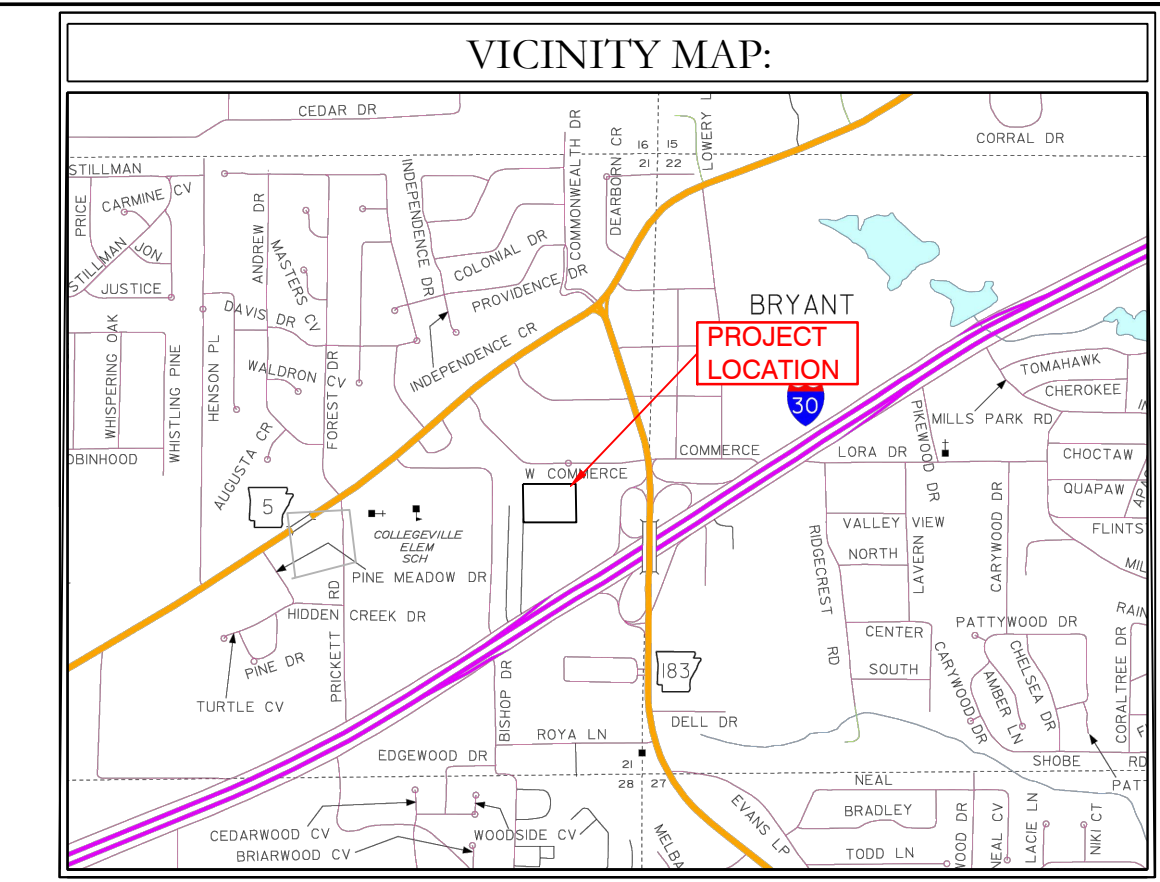 VICINITY MAP:
CEDAR DR
COMMONWEALTH DR
DEARBORN CR
16 15
21 22
LOWERY L
CORRAL DR
STILLMAN
PRICE
CARMINE CV
STILLMAN
JON
JUSTICE
ANDREW DR
MASTERS CV
INDEPENDENCE DR
COLONIAL DR
PROVIDENCE DR
DAVIS DR
INDEPENDENCE CR
BRYANT
PROJECT
LOCATION
30
WHISPERING OAK
WHISTLING PINE
HENSON PL
WALDRON CV
FOREST DR
AUGUSTA CR
OBINHOOD
TOMAHAWK
CHEROKEE
MILLS PARK RD
PIKEWOOD DR
COMMERCE
W COMMERCE
LORA DR
CHOCTAW
QUAPAW
FLINTS
5
COLLEGEVILLE
ELEM
SCH
PINE MEADOW DR
VALLEY VIEW
NORTH
RIDGECREST RD
LAVERN
CARYWOOD DR
HIDDEN CREEK DR
PRICKETT RD
PINE DR
TURTLE CV
CENTER
SOUTH
PATTYWOOD DR
CARYWOOD DR
CHELSEA DR
AMBER LN
CORALTREE DR
183
BISHOP DR
DELL DR
ROYA LN
EDGEWOOD DR
21
28 27
SHOBE RD
PATT
NEAL
BRADLEY
TODD LN
EVANS LP
MELBA
WOOD DR
NEAL CV
LACIE LN
NIKI CT
CEDARWOOD CV
BRIARWOOD CV
WOODSIDE CV